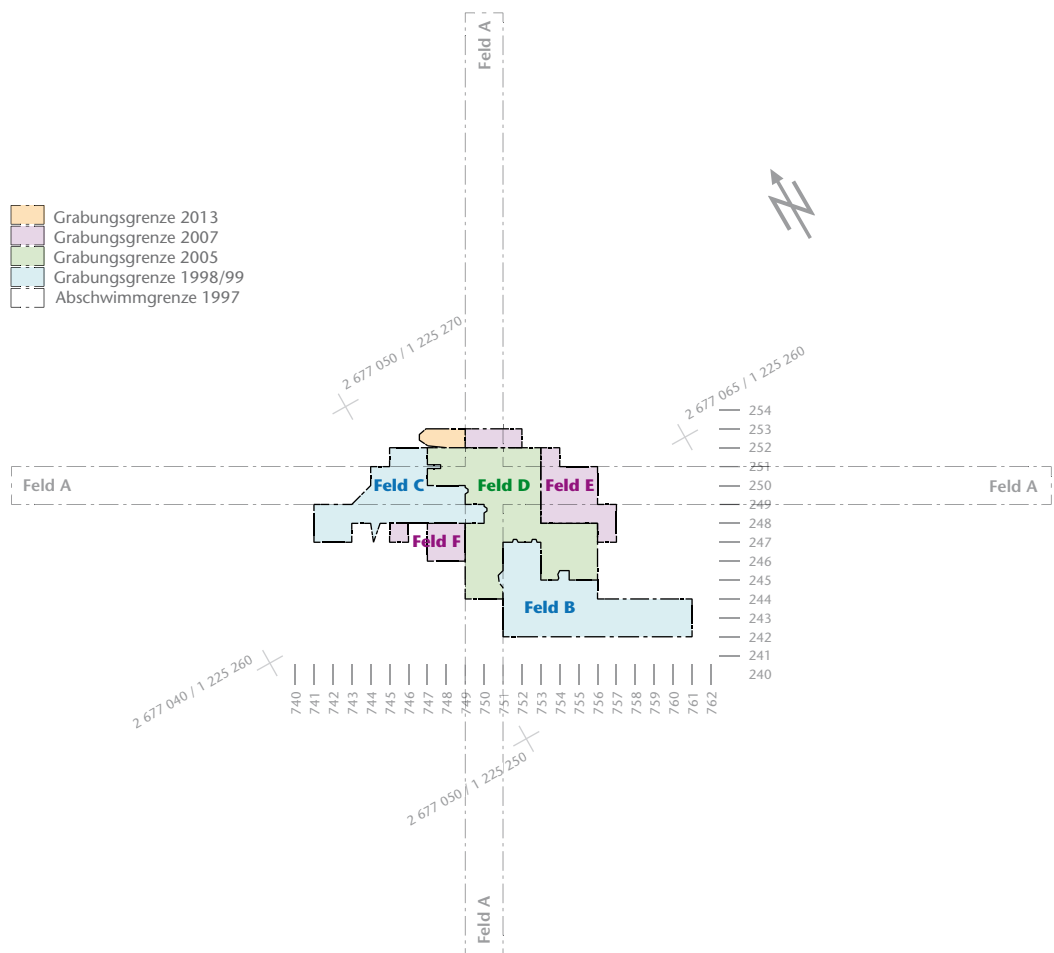 Feld A
Grabungsgrenze 2013
Grabungsgrenze 2007
Grabungsgrenze 2005
Grabungsgrenze 1998/99
Abschwimmgrenze 1997
N
2 677 050 / 1 225 270
2 677 065 / 1 225 260
254
253
252
251
250
249
248
247
246
245
244
243
242
241
240
Feld A
Feld C
Feld D
Feld E
Feld A
Feld F
Feld B
2 677 040 / 1 225 260
740
741
742
743
744
745
746
747
748
749
750
751
752
753
754
755
756
757
758
759
760
761
762
2 677 050 / 1 225 250
Feld A